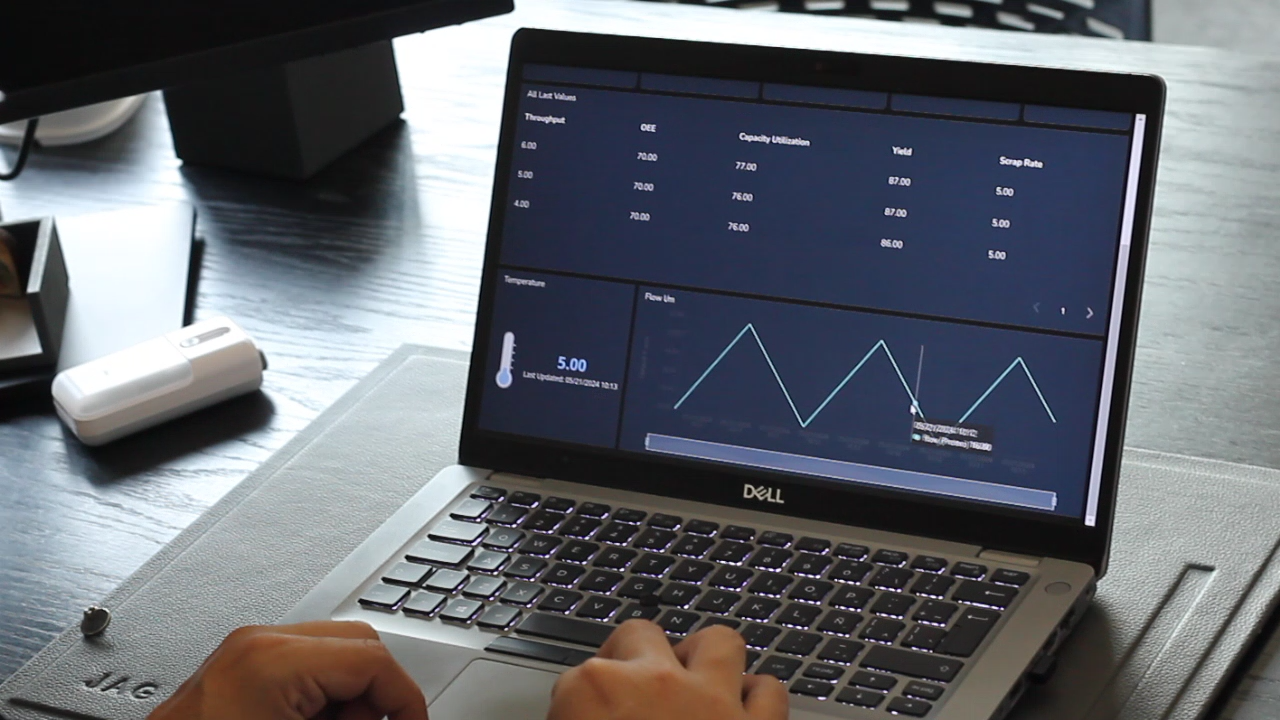 All Last Values
Throughput OEE Capacity Utilization Yield Scrap Rate
6.00 70.00 77.00 87.00 5.00
5.00 70.00 76.00 87.00 5.00
4.00 70.00 76.00 86.00 5.00
1
Temperature
5.00
Last Updated: 05/21/2024 10:13
Flow l/m
DELL
W E R T Y U I O P
S D F G H J K L Ñ
Z X C V B N M
JAG